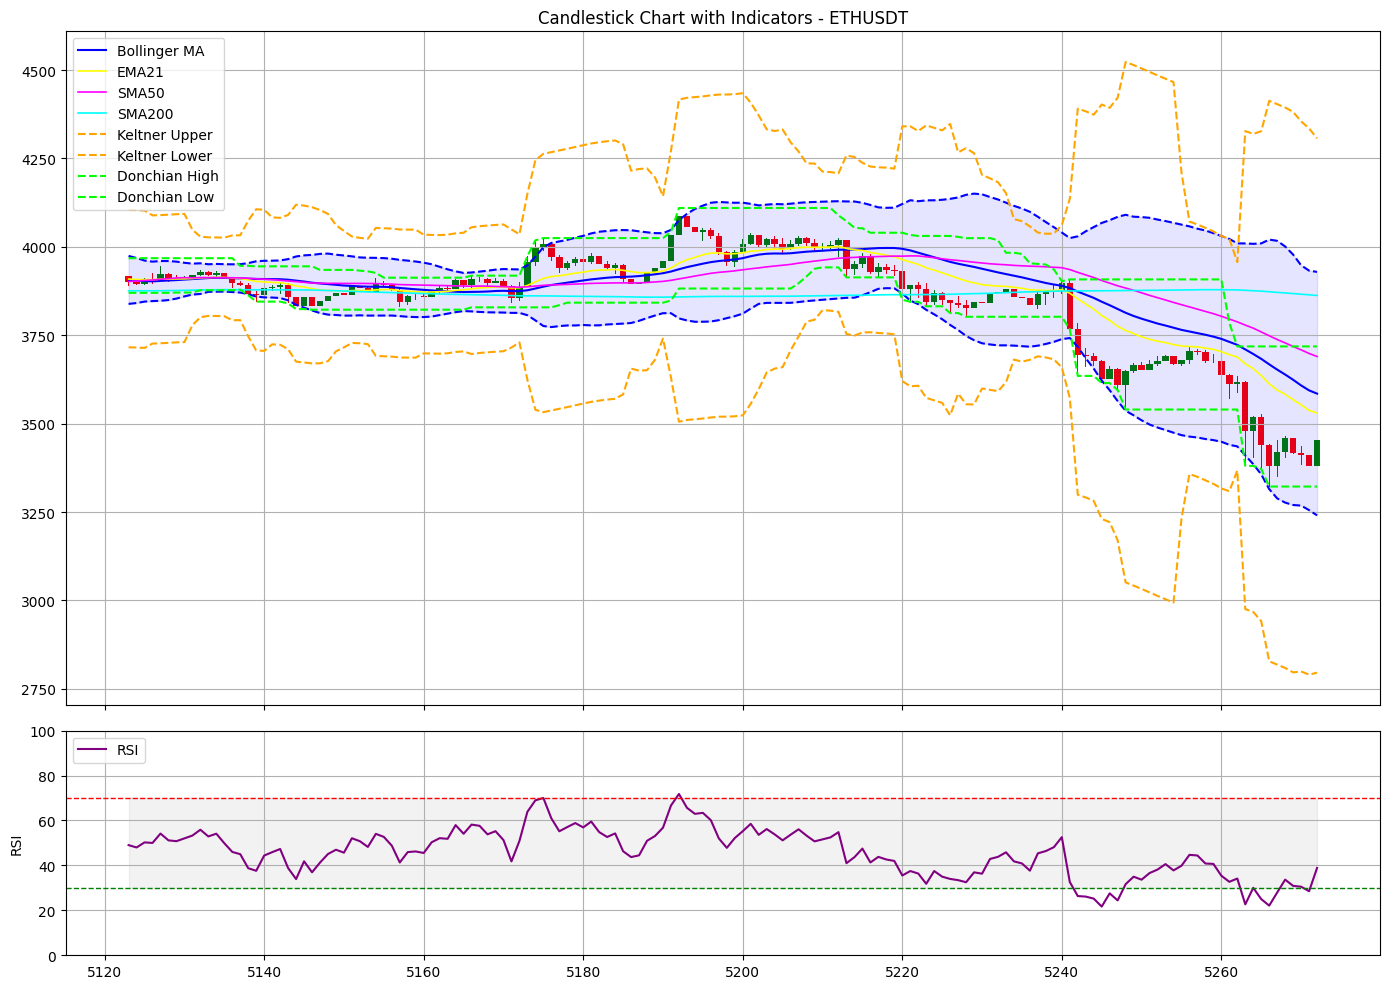 Candlestick Chart with Indicators - ETHUSDT
Bollinger MA
EMA21
SMA50
SMA200
Keltner Upper
Keltner Lower
Donchian High
Donchian Low
4500
4250
4000
3750
3500
3250
3000
2750
RSI
100
80
60
40
20
0
RSI
5120 5140 5160 5180 5200 5220 5240 5260